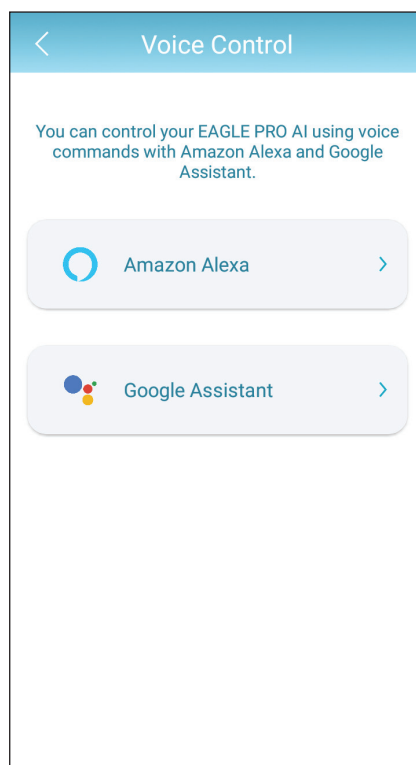 Voice Control
You can control your EAGLE PRO AI using voice
commands with Amazon Alexa and Google
Assistant.
Amazon Alexa
Google Assistant